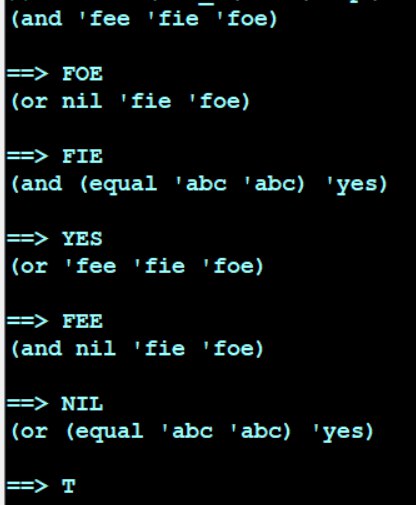 (and 'fee 'fie 'foe)
==> FOE
(or nil 'fie 'foe)
==> FIE
(and (equal 'abc 'abc) 'yes)
==> YES
(or 'fee 'fie 'foe)
==> FEE
(and nil 'fie 'foe)
==> NIL
(or (equal 'abc 'abc) 'yes)
==> T